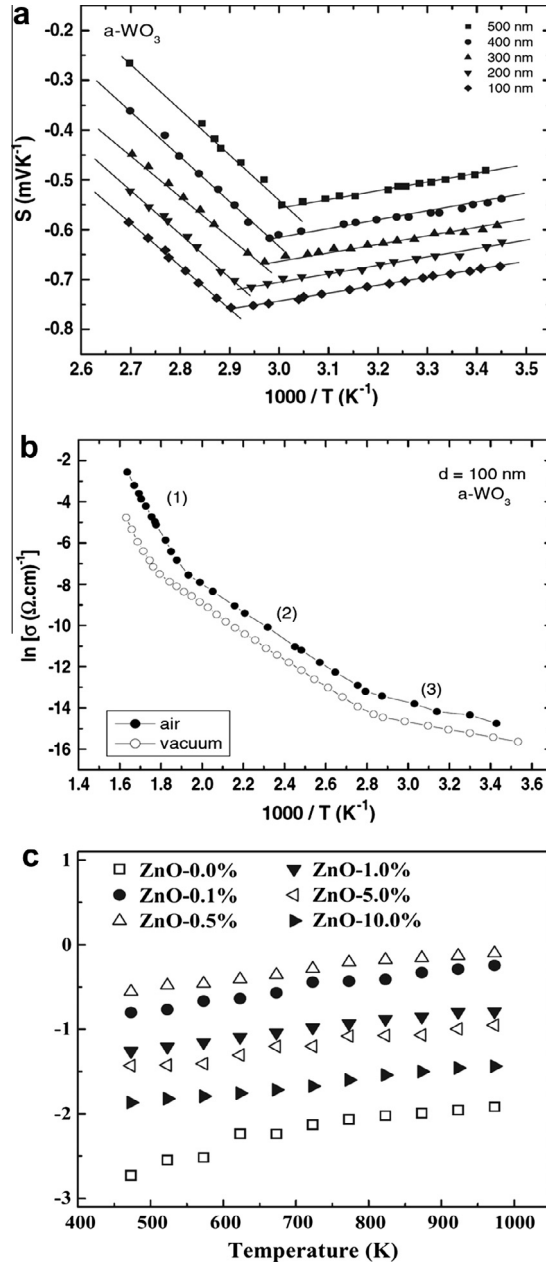 a
a-WO3
500 nm
400 nm
300 nm
200 nm
100 nm
-0.2
-0.3
-0.4
-0.5
-0.6
-0.7
-0.8
S (mVK-1)
2.6 2.7 2.8 2.9 3.0 3.1 3.2 3.3 3.4 3.5
1000 / T (K-1)
b
d = 100 nm
a-WO3
(1)
(2)
(3)
-2
-4
-6
-8
-10
-12
-14
-16
ln [σ (Ω.cm)-1]
air
vacuum
1.4 1.6 1.8 2.0 2.2 2.4 2.6 2.8 3.0 3.2 3.4 3.6
1000 / T (K-1)
c
ZnO-0.0% ZnO-1.0%
ZnO-0.1% ZnO-5.0%
ZnO-0.5% ZnO-10.0%
1
0
-1
-2
-3
400 500 600 700 800 900 1000
Temperature (K)